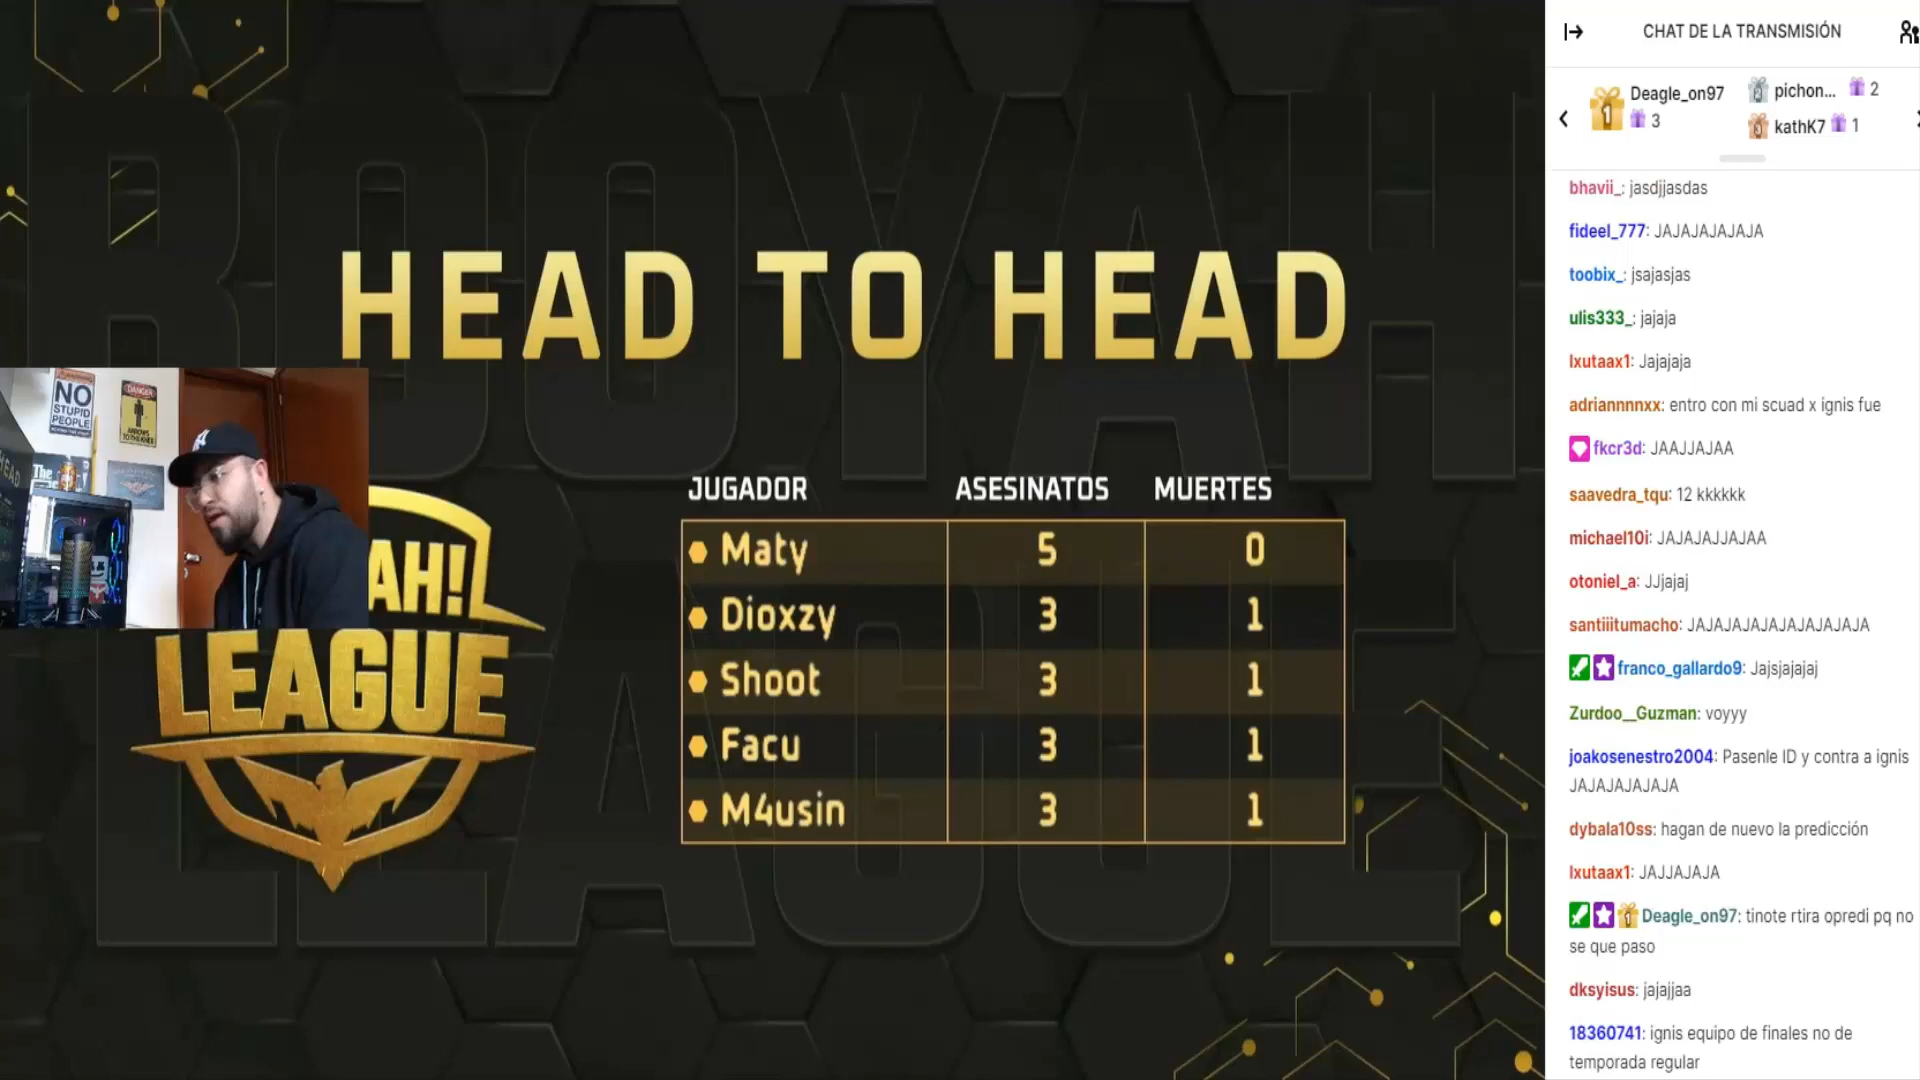 CHAT DE LA TRANSMISIÓN
Deagle_on97
3
pichon... 2
kathK7 1
HEAD TO HEAD
JUGADOR ASESINATOS MUERTES
Maty 5 0
Dioxzy 3 1
Shoot 3 1
Facu 3 1
M4usin 3 1
NO
STUPID
PEOPLE
DANGER
The
AH!
LEAGUE
bhavii_: jasdjjasdas
fideel_777: JAJAJAJAJAJA
toobix_: jsajasjas
ulis333_: jajaja
lxutaax1: Jajajaja
adriannnnxx: entro con mi scuad x ignis fue
fkcr3d: JAAJJAJAA
saavedra_tqu: 12 kkkkkk
michael10i: JAJAJAJJAJAA
otoniel_a: JJjajaj
santiiitumacho: JAJAJAJAJAJAJAJAJAJA
franco_gallardo9: Jajsjajajaj
Zurdoo__Guzman: voyyy
joakosenestro2004: Pasenle ID y contra a ignis
JAJAJAJAJAJA
dybala10ss: hagan de nuevo la predicción
lxutaax1: JAJJAJAJA
Deagle_on97: tinote rtira opredi pq no
se que paso
dksyisus: jajajjaa
18360741: ignis equipo de finales no de
temporada regular